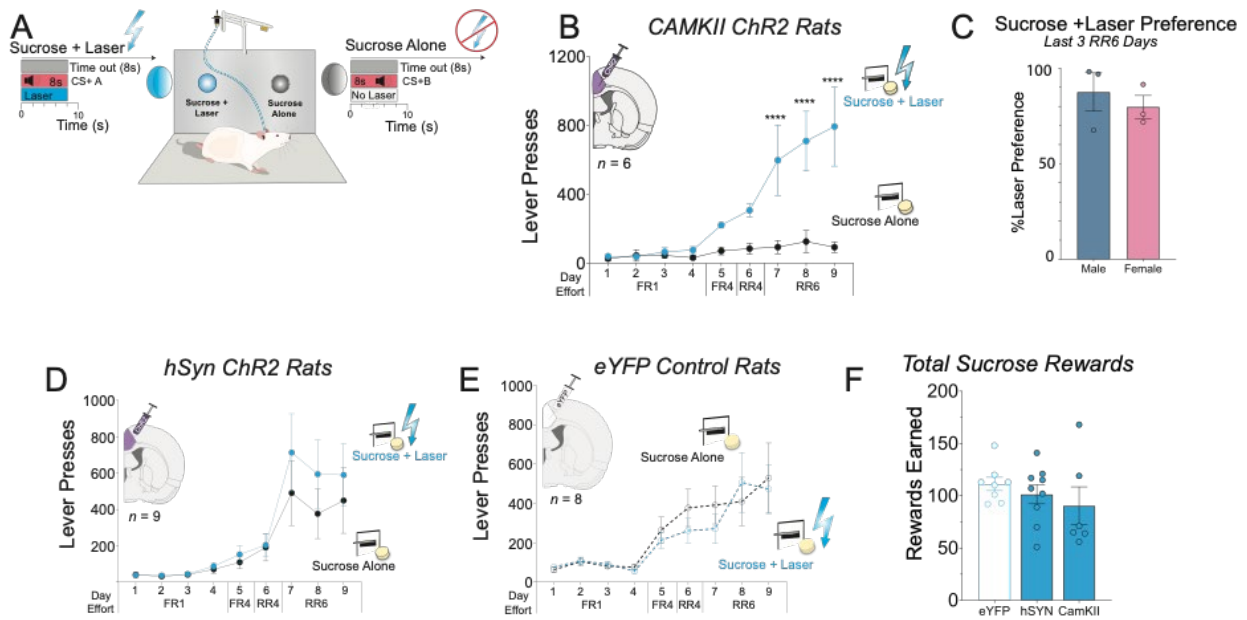 A
Sucrose + Laser
Sucrose Alone
Time out (8s)
8s
CS+ A
Laser
0
10
Time (s)
Sucrose +
Laser
Sucrose
Alone
Time out (8s)
8s
CS+B
No Laser
0
10
Time (s)
B
CAMKII ChR2 Rats
1200
800
400
0
Lever Presses
n = 6
****
****
****
Sucrose + Laser
Sucrose Alone
Day
1 2 3 4 5 6 7 8 9
Effort
FR1 FR4 RR4 RR6
C
Sucrose +Laser Preference
Last 3 RR6 Days
100
50
0
%Laser Preference
Male
Female
D
hSyn ChR2 Rats
1000
800
600
400
200
Lever Presses
n = 9
Sucrose + Laser
Sucrose Alone
Day
1 2 3 4 5 6 7 8 9
Effort
FR1 FR4 RR4 RR6
E
eYFP Control Rats
1000
800
600
400
200
0
Lever Presses
eYFP
n = 8
Sucrose Alone
Sucrose + Laser
Day
1 2 3 4 5 6 7 8 9
Effort
FR1 FR4 RR4 RR6
F
Total Sucrose Rewards
200
150
100
50
0
Rewards Earned
eYFP
hSYN
CamKII